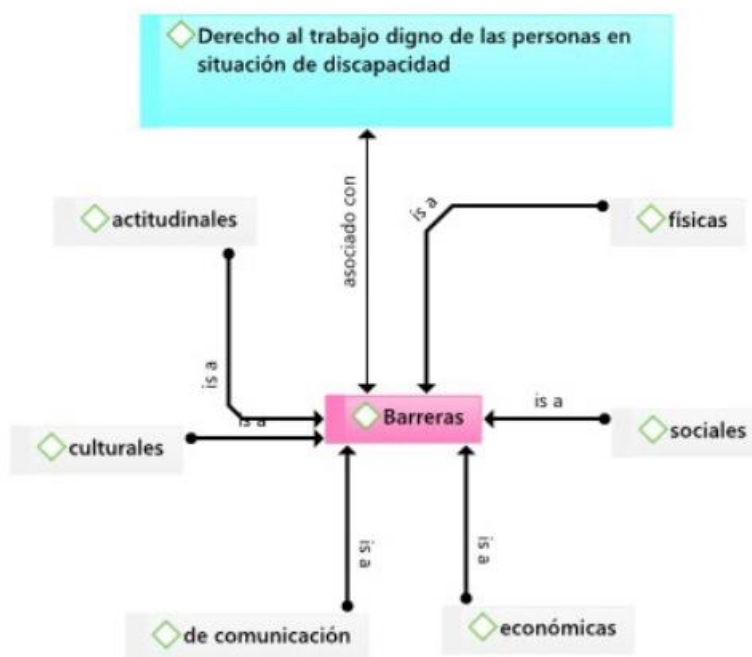 Derecho al trabajo digno de las personas en
situación de discapacidad
asociado con
actitudinales
is a
físicas
is a
Barreras
is a
sociales
is a
culturales
is a
is a
de comunicación
económicas